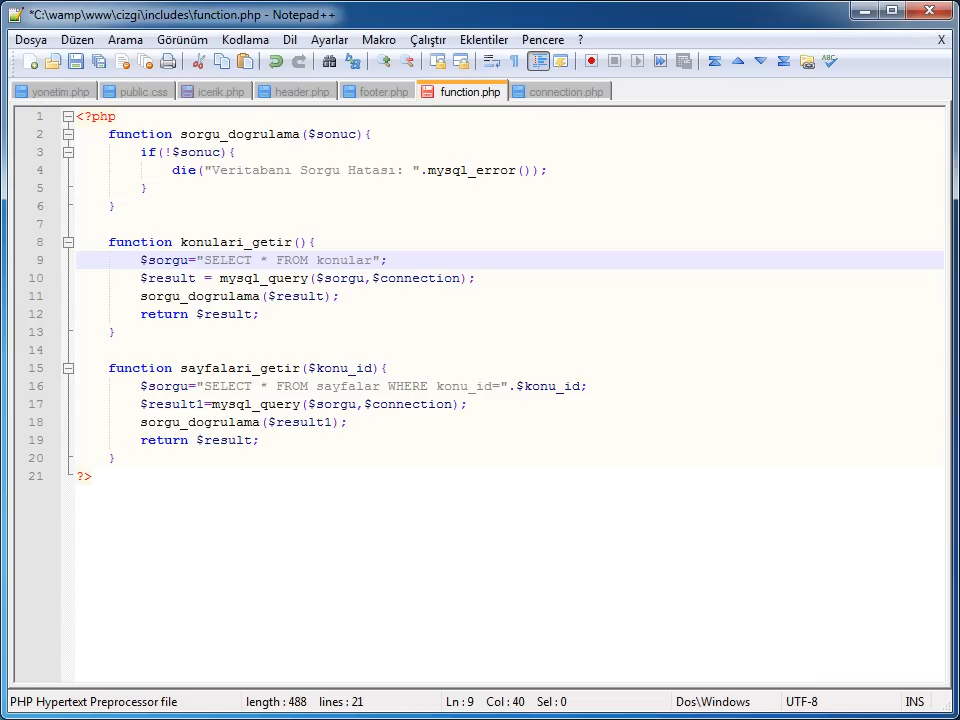 *C:\wamp\www\cizgi\includes\function.php - Notepad++
Dosya Düzen Arama Görünüm Kodlama Dil Ayarlar Makro Çalıştır Eklentiler Pencere ? X
yonetim.php public.css icerik.php header.php footer.php function.php connection.php
1 <?php
2 function sorgu_dogrulama($sonuc){
3 if(!$sonuc){
4 die("Veritabanı Sorgu Hatası: ".mysql_error());
5 }
6 }
7
8 function konulari_getir(){
9 $sorgu="SELECT * FROM konular";
10 $result = mysql_query($sorgu,$connection);
11 sorgu_dogrulama($result);
12 return $result;
13 }
14
15 function sayfalari_getir($konu_id){
16 $sorgu="SELECT * FROM sayfalar WHERE konu_id=".$konu_id;
17 $result1=mysql_query($sorgu,$connection);
18 sorgu_dogrulama($result1);
19 return $result;
20 }
21 ?>
PHP Hypertext Preprocessor file length : 488 lines : 21 Ln : 9 Col : 40 Sel : 0 Dos\Windows UTF-8 INS